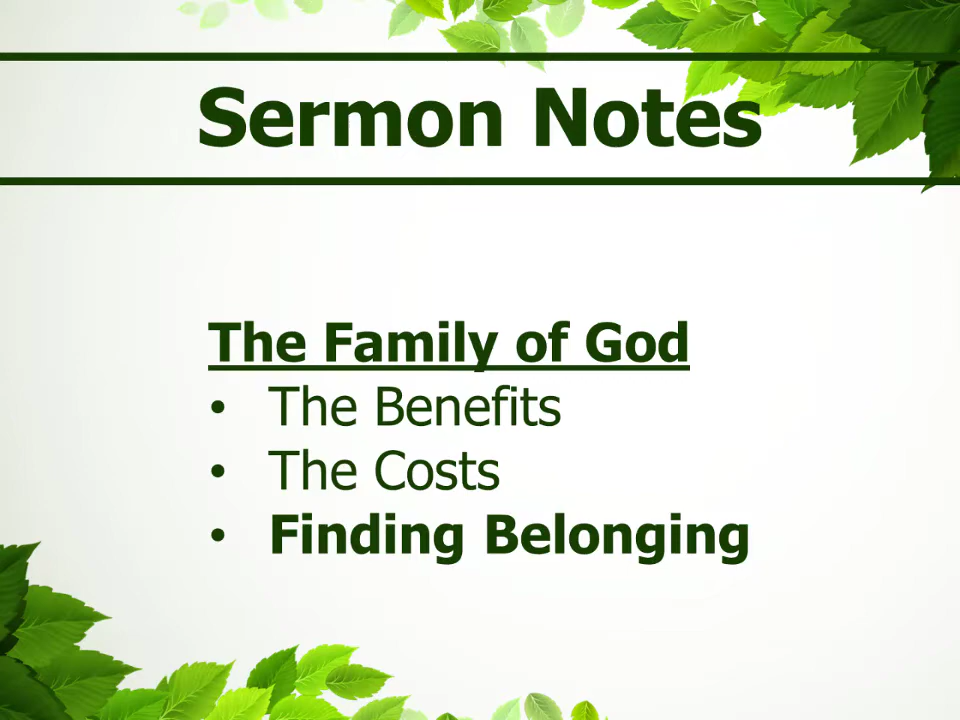 Sermon Notes
The Family of God
• The Benefits
• The Costs
• Finding Belonging